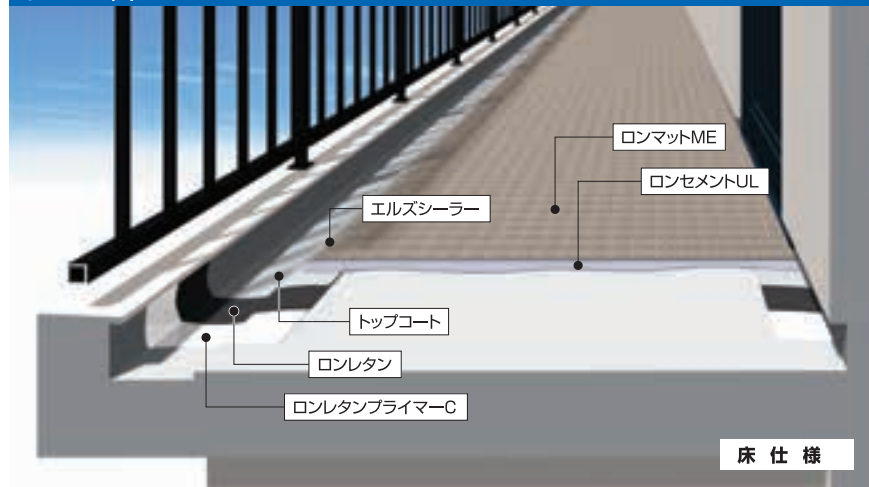 ロンマットME
ロンセメントUL
エルズシーラー
トップコート
ロンレタン
ロンレタンプライマーC
床仕様